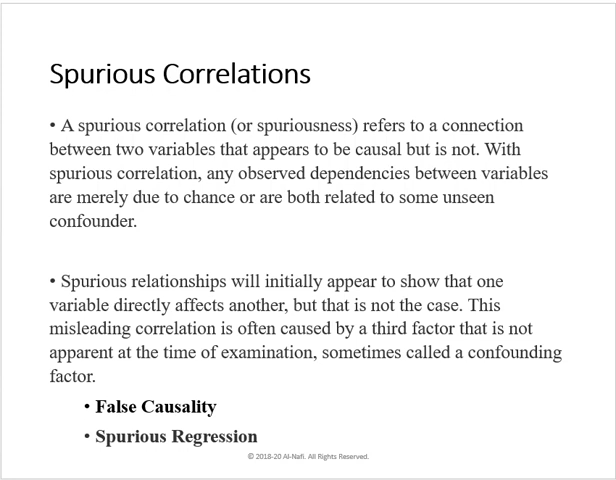 Spurious Correlations
• A spurious correlation (or spuriousness) refers to a connection
between two variables that appears to be causal but is not. With
spurious correlation, any observed dependencies between variables
are merely due to chance or are both related to some unseen
confounder.
• Spurious relationships will initially appear to show that one
variable directly affects another, but that is not the case. This
misleading correlation is often caused by a third factor that is not
apparent at the time of examination, sometimes called a confounding
factor.
• False Causality
• Spurious Regression
© 2018-20 Al-Nafi. All Rights Reserved.